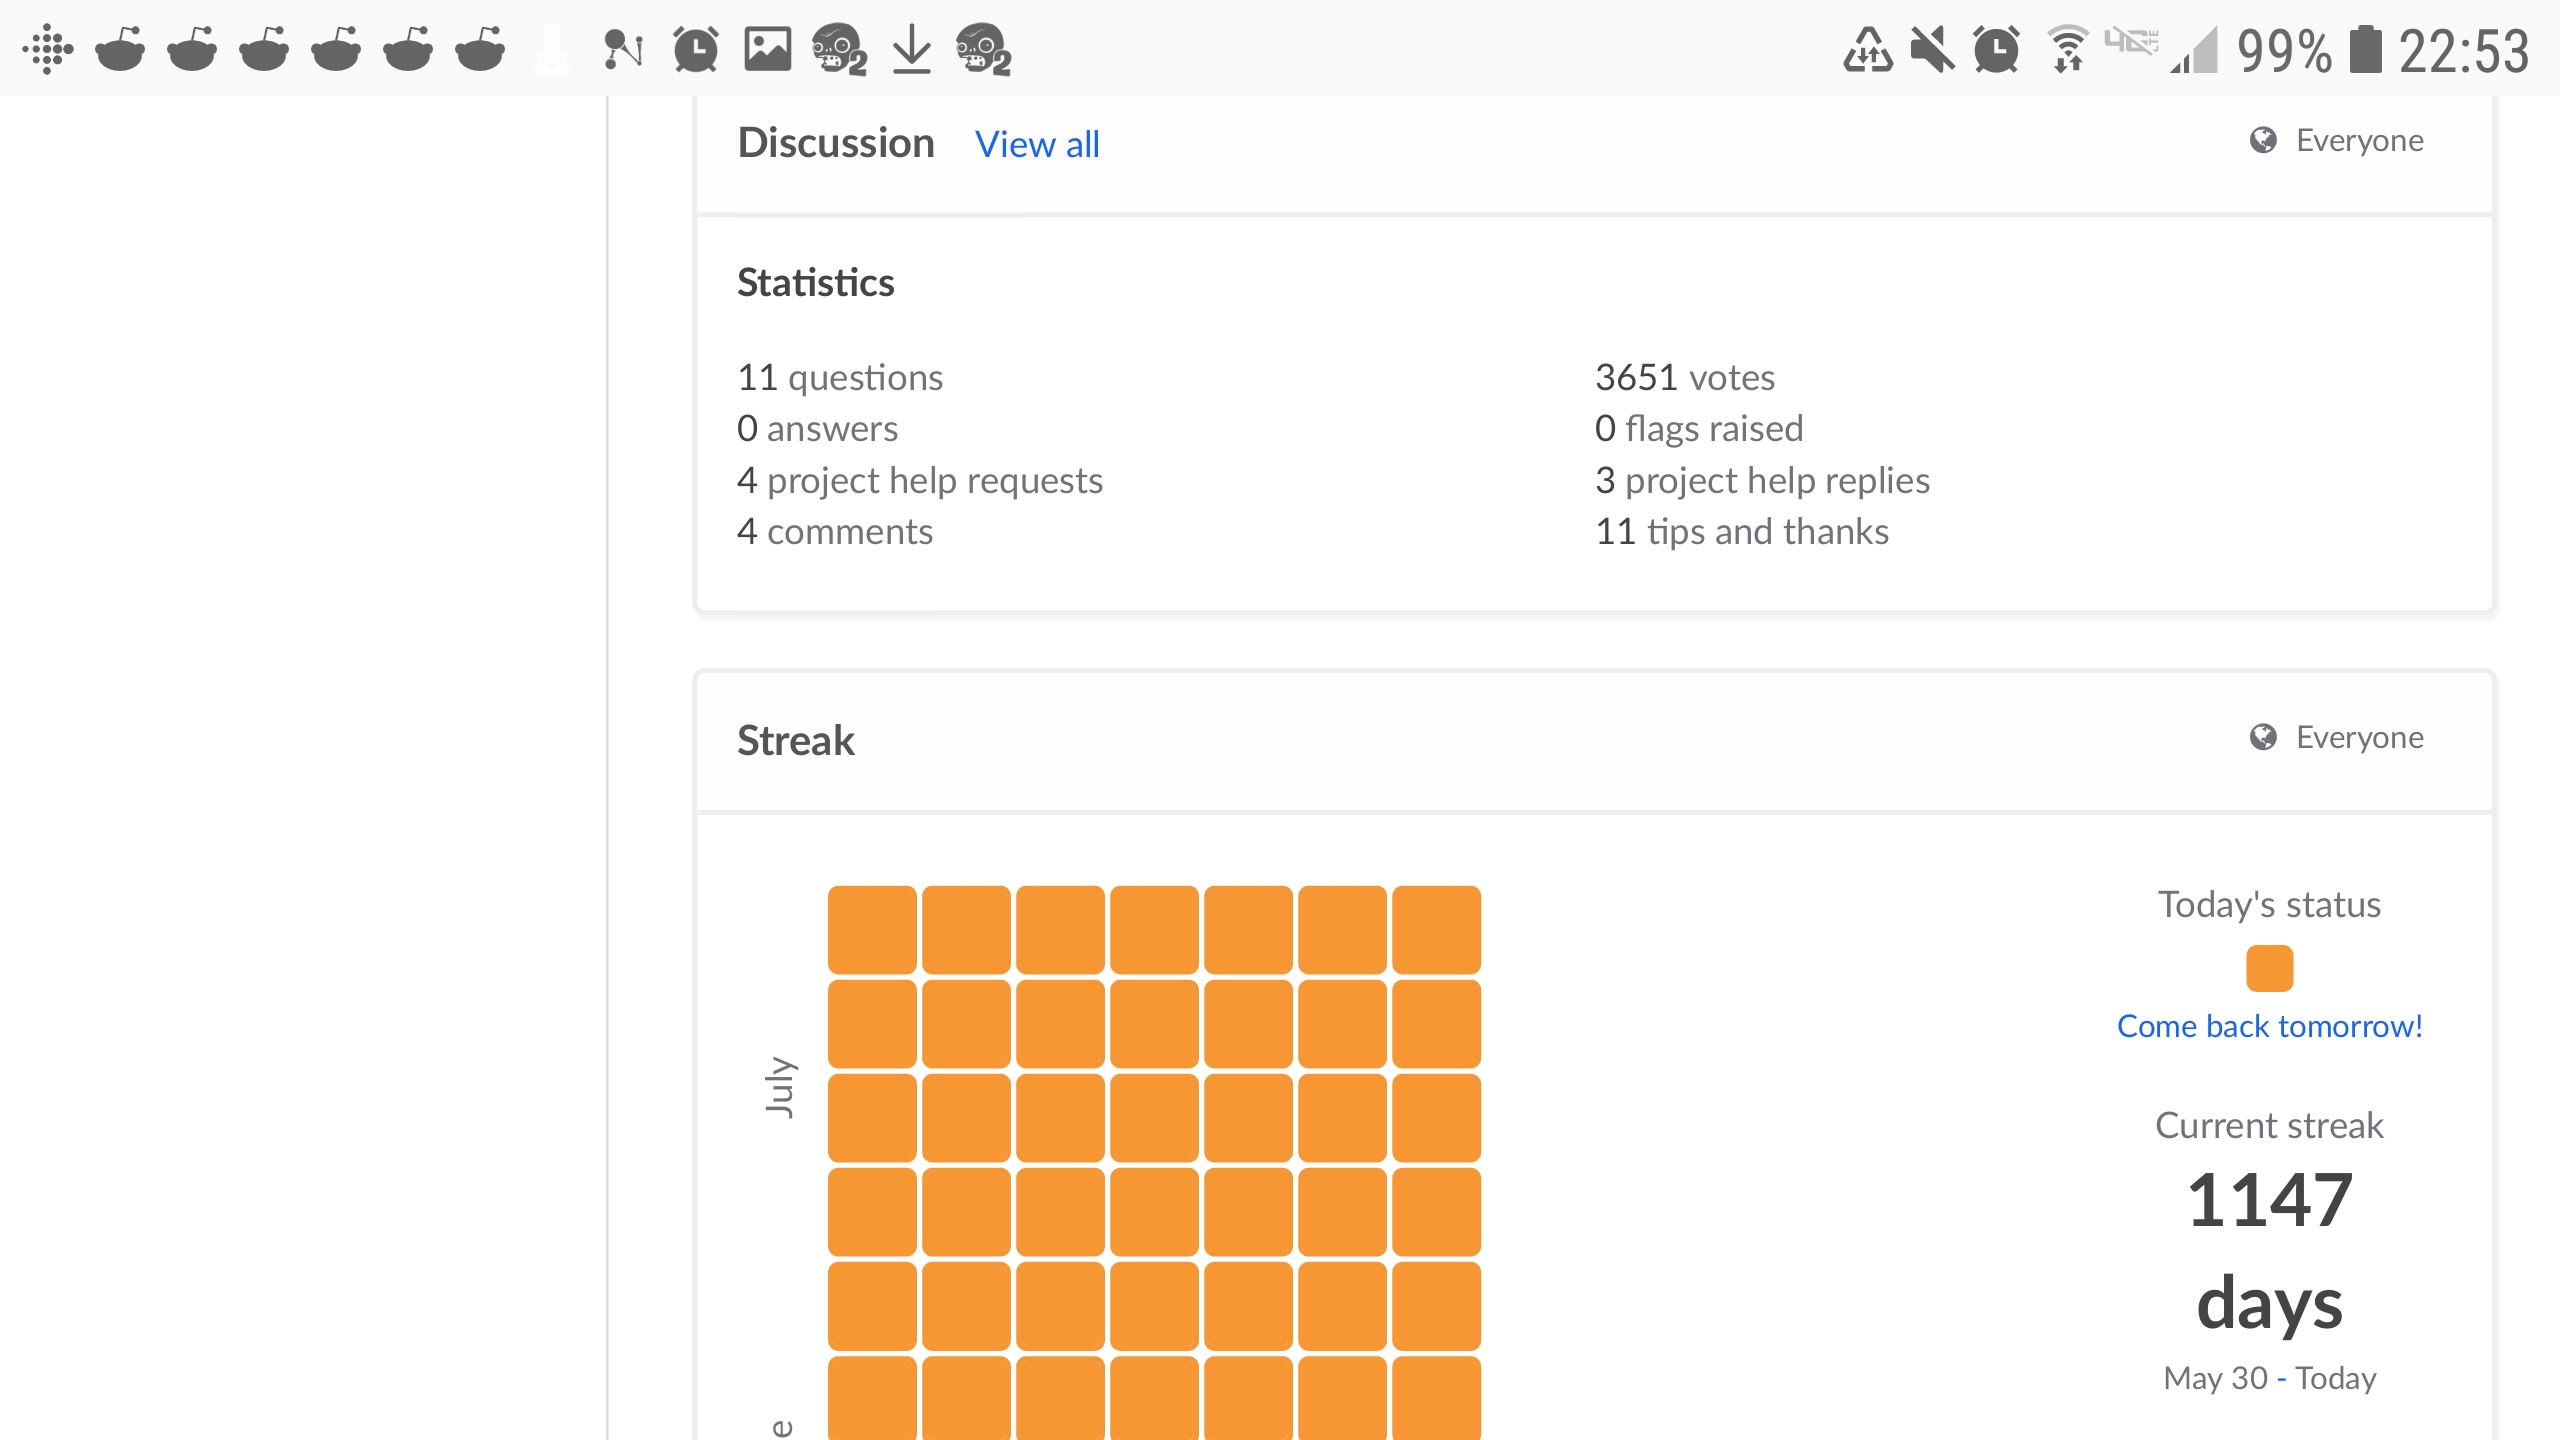 99% 22:53
Discussion View all Everyone
Statistics
11 questions
0 answers
4 project help requests
4 comments
3651 votes
0 flags raised
3 project help replies
11 tips and thanks
Streak Everyone
July
e
Today's status
Come back tomorrow!
Current streak
1147
days
May 30 - Today